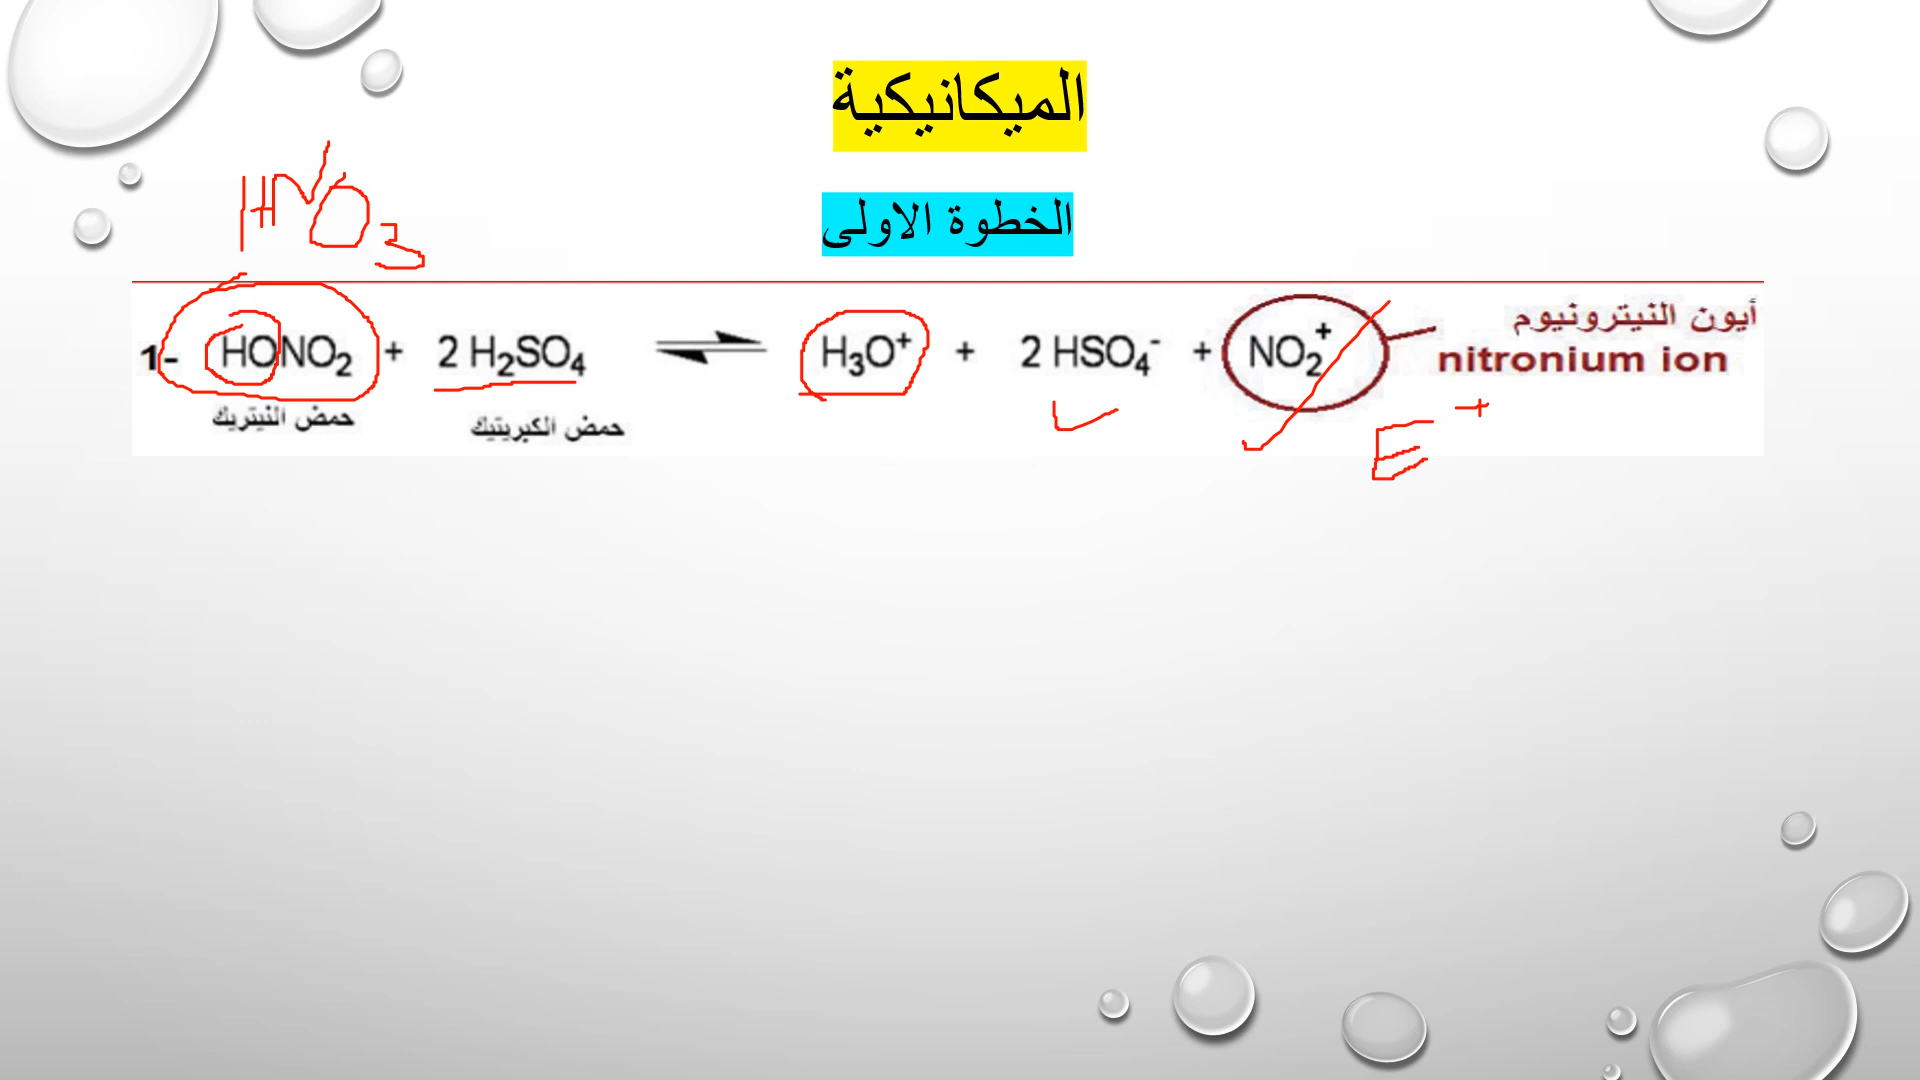 الميكانيكية
HNO3
الخطوة الاولى
1- HONO₂ + 2 H₂SO₄ ⇌ H₃O⁺ + 2 HSO₄⁻ + NO₂⁺
أيون النيترونيوم
nitronium ion
حمض النيتريك
حمض الكبريتيك
E⁺